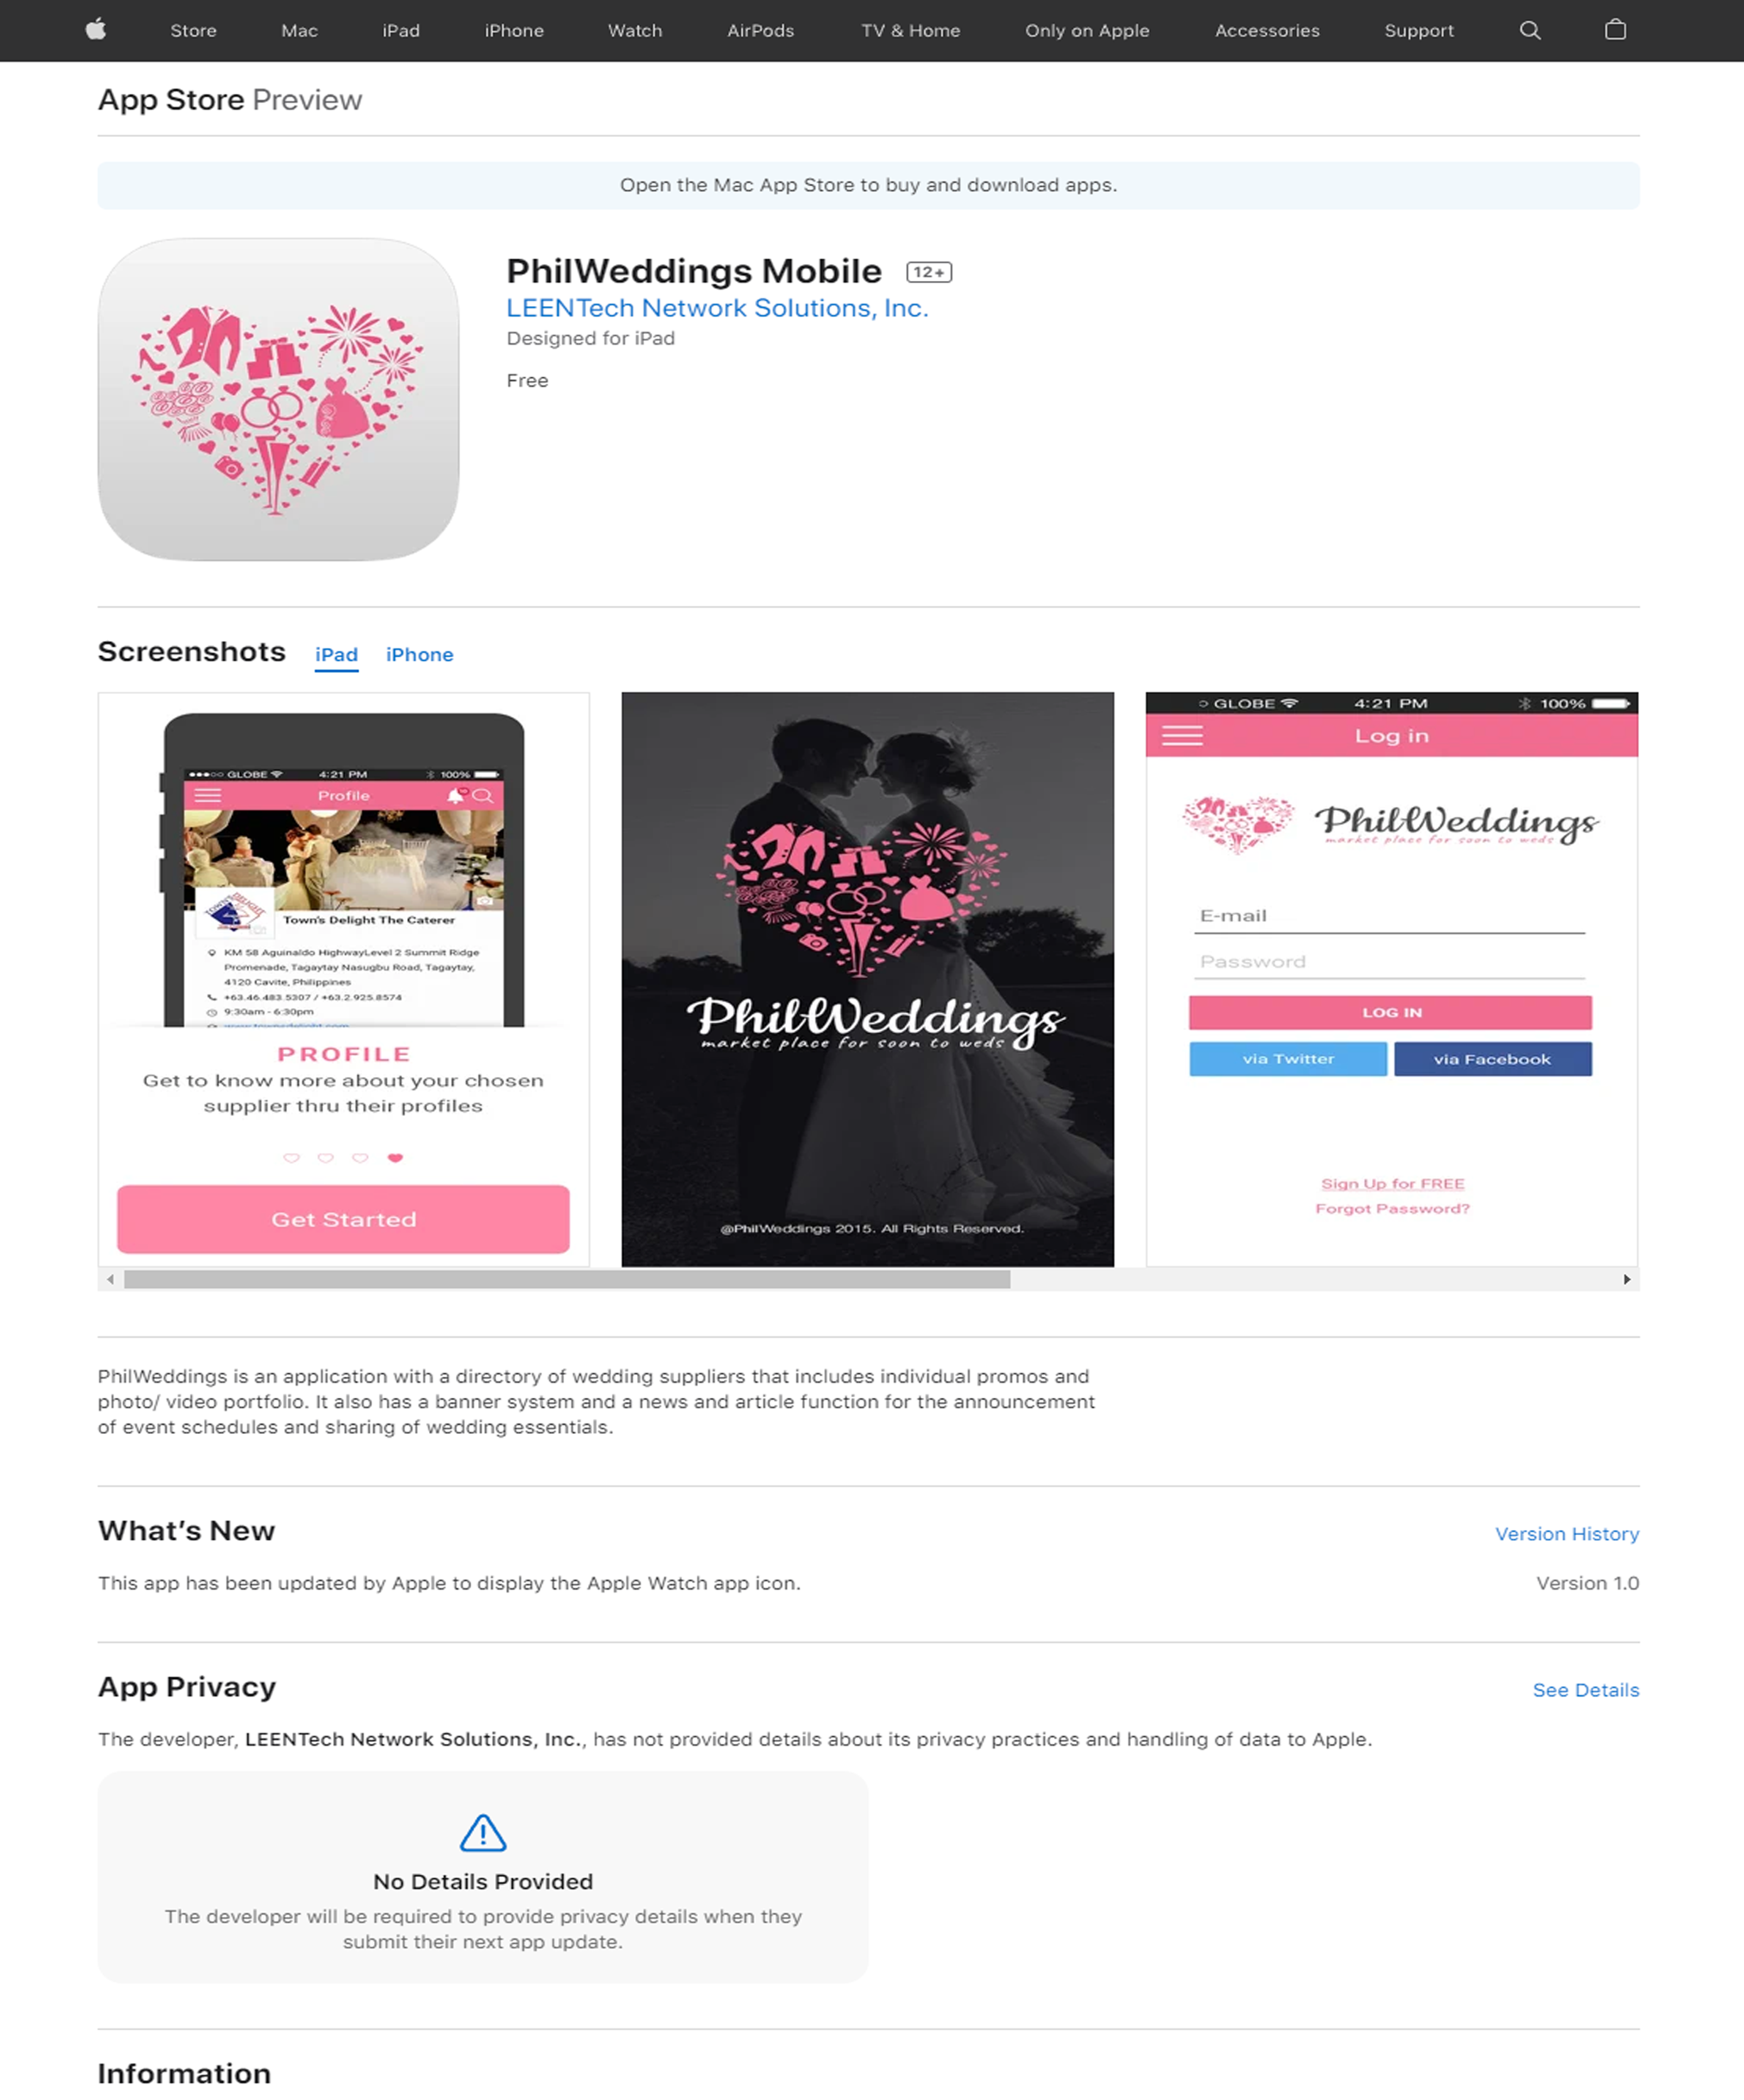 Store Mac iPad iPhone Watch AirPods TV & Home Only on Apple Accessories Support
App Store Preview
Open the Mac App Store to buy and download apps.
PhilWeddings Mobile 12+
LEENTech Network Solutions, Inc.
Designed for iPad
Free
Screenshots iPad iPhone
GLOBE 4:21 PM 100%
Profile
TOWN'S DELIGHT
Town's Delight The Caterer
KM 58 Aguinaldo HighwayLevel 2 Summit Ridge
Promenade, Tagaytay Nasugbu Road, Tagaytay,
4120 Cavite, Philippines
+63.46.483.5307 / +63.2.925.8574
9:30am - 6:30pm
www.townsdelight.com
PROFILE
Get to know more about your chosen
supplier thru their profiles
Get Started
PhilWeddings
market place for soon to weds
@PhilWeddings 2015. All Rights Reserved.
GLOBE 4:21 PM 100%
Log in
PhilWeddings
market place for soon to weds
E-mail
Password
LOG IN
via Twitter via Facebook
Sign Up for FREE
Forgot Password?
PhilWeddings is an application with a directory of wedding suppliers that includes individual promos and
photo/ video portfolio. It also has a banner system and a news and article function for the announcement
of event schedules and sharing of wedding essentials.
What's New Version History
This app has been updated by Apple to display the Apple Watch app icon. Version 1.0
App Privacy See Details
The developer, LEENTech Network Solutions, Inc., has not provided details about its privacy practices and handling of data to Apple.
No Details Provided
The developer will be required to provide privacy details when they
submit their next app update.
Information